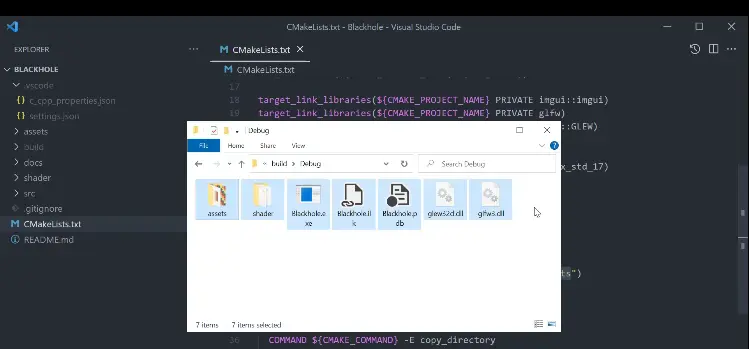 CMakeLists.txt - Blackhole - Visual Studio Code
EXPLORER
CMakeLists.txt
BLACKHOLE
CMakeLists.txt
.vscode
c_cpp_properties.json
settings.json
assets
build
docs
shader
src
.gitignore
CMakeLists.txt
README.md
17
18 target_link_libraries(${CMAKE_PROJECT_NAME} PRIVATE imgui::imgui)
19 target_link_libraries(${CMAKE_PROJECT_NAME} PRIVATE glfw)
::GLEW)
x_std_17)
ts")
36 COMMAND ${CMAKE_COMMAND} -E copy_directory
Debug
File Home Share View
build > Debug
Search Debug
assets
shader
Blackhole.exe
Blackhole.ilk
Blackhole.pdb
glew32d.dll
glfw3.dll
7 items 7 items selected